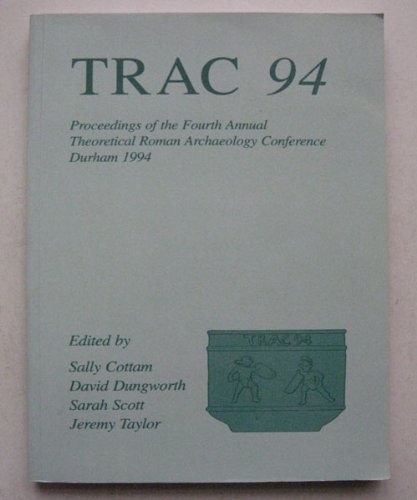 TRAC 94
Proceedings of the Fourth Annual
Theoretical Roman Archaeology Conference
Durham 1994
Edited by
Sally Cottam
David Dungworth
Sarah Scott
Jeremy Taylor
TRAC 94